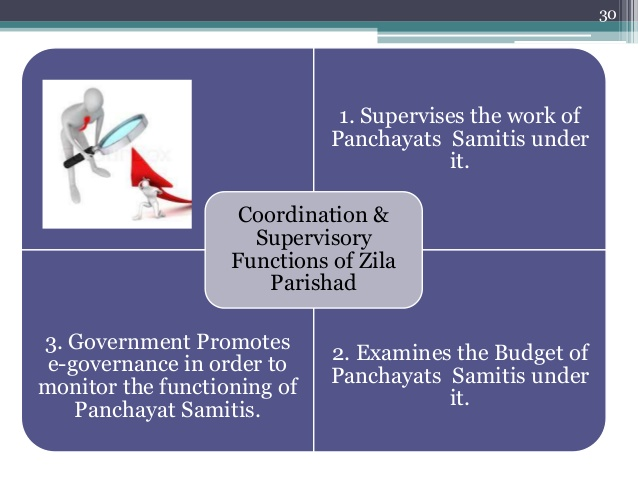 30
1. Supervises the work of
Panchayats Samitis under
it.
Coordination &
Supervisory
Functions of Zila
Parishad
3. Government Promotes
e-governance in order to
monitor the functioning of
Panchayat Samitis.
2. Examines the Budget of
Panchayats Samitis under
it.